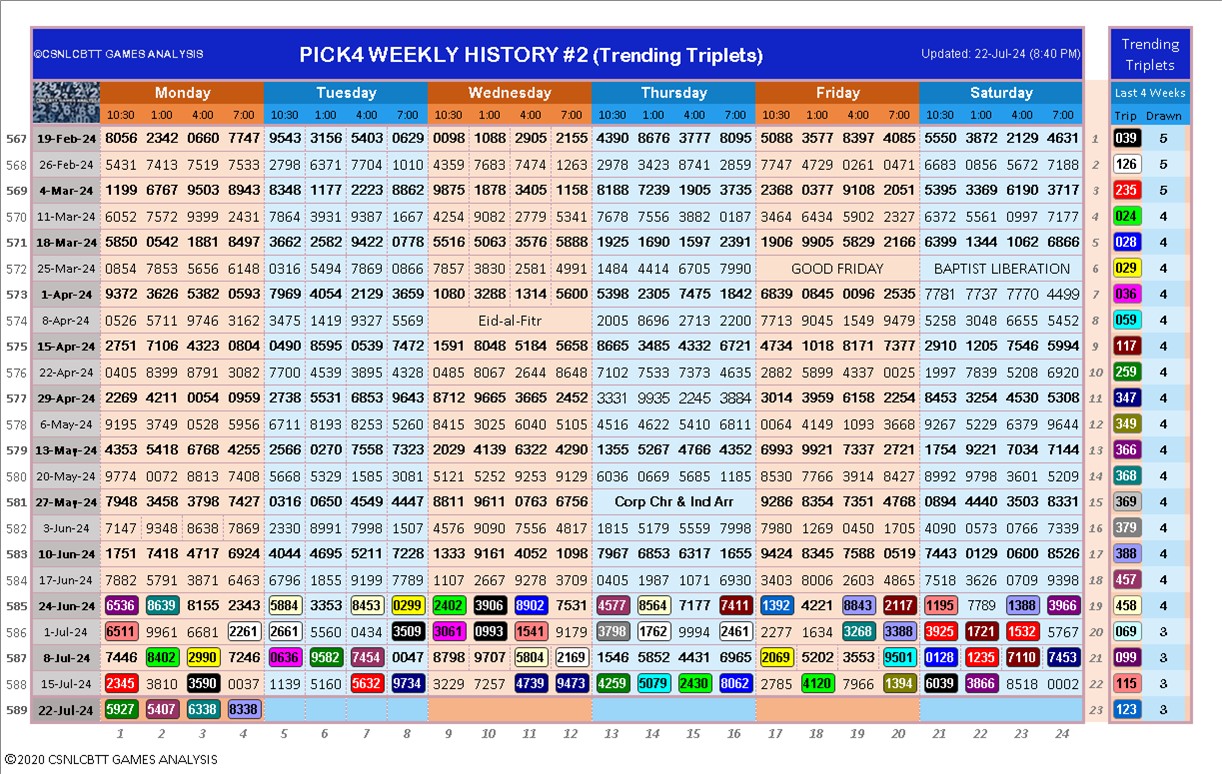 ©CSNLCBTT GAMES ANALYSIS PICK4 WEEKLY HISTORY #2 (Trending Triplets) Updated: 22-Jul-24 (8:40 PM) Trending Triplets
Monday Tuesday Wednesday Thursday Friday Saturday Last 4 Weeks
10:30 1:00 4:00 7:00 10:30 1:00 4:00 7:00 10:30 1:00 4:00 7:00 10:30 1:00 4:00 7:00 10:30 1:00 4:00 7:00 10:30 1:00 4:00 7:00 Trip Drawn
567 19-Feb-24 8056 2342 0660 7747 9543 3156 5403 0629 0098 1088 2905 2155 4390 8676 3777 8095 5088 3577 8397 4085 5550 3872 2129 4631 1 039 5
568 26-Feb-24 5431 7413 7519 7533 2798 6371 7704 1010 4359 7683 7474 1263 2978 3423 8741 2859 7747 4729 0261 0471 6683 0856 5672 7188 2 126 5
569 4-Mar-24 1199 6767 9503 8943 8348 1177 2223 8862 9875 1878 3405 1158 8188 7239 1905 3735 2368 0377 9108 2051 5395 3369 6190 3717 3 235 5
570 11-Mar-24 6052 7572 9399 2431 7864 3931 9387 1667 4254 9082 2779 5341 7678 7556 3882 0187 3464 6434 5902 2327 6372 5561 0997 7177 4 024 4
571 18-Mar-24 5850 0542 1881 8497 3662 2582 9422 0778 5516 5063 3576 5888 1925 1690 1597 2391 1906 9905 5829 2166 6399 1344 1062 6866 5 028 4
572 25-Mar-24 0854 7853 5656 6148 0316 5494 7869 0866 7857 3830 2581 4991 1484 4414 6705 7990 GOOD FRIDAY BAPTIST LIBERATION 6 029 4
573 1-Apr-24 9372 3626 5382 0593 7969 4054 2129 3659 1080 3288 1314 5600 5398 2305 7475 1842 6839 0845 0096 2535 7781 7737 7770 4499 7 036 4
574 8-Apr-24 0526 5711 9746 3162 3475 1419 9327 5569 Eid-al-Fitr 2005 8696 2713 2200 7713 9045 1549 9479 5258 3048 6655 5452 8 059 4
575 15-Apr-24 2751 7106 4323 0804 0490 8595 0539 7472 1591 8048 5184 5658 8665 3485 4332 6721 4734 1018 8171 7377 2910 1205 7546 5994 9 117 4
576 22-Apr-24 0405 8399 8791 3082 7700 4539 3895 4320 0485 8067 2644 8648 7102 7533 7373 4635 2882 5899 4337 0025 1997 7839 5208 6920 10 259 4
577 29-Apr-24 2269 4211 0054 0959 2738 5531 6853 9643 8712 9665 3665 2452 3331 9935 2245 3884 3014 3959 6158 2254 8453 3254 4530 5308 11 347 4
578 6-May-24 9195 3749 0528 5956 6711 8193 8253 5260 8415 3025 6040 5105 4516 4622 5410 6811 0064 4149 1093 3668 9267 5229 6379 9644 12 349 4
579 13-May-24 4353 5418 6768 4255 2566 0270 7558 7323 2029 4139 6322 4290 1355 5267 4766 4352 6993 9921 7337 2721 1754 9221 7034 7144 13 366 4
580 20-May-24 9774 0072 8813 7408 5668 5329 1585 3081 8121 5252 9253 9129 6036 0669 5685 1185 8530 7766 3914 8427 8992 9798 3601 5209 14 368 4
581 27-May-24 7948 3458 3798 7427 0316 0650 4549 4447 8811 9611 0763 6756 Corp Chr & Ind Arr 9286 8354 7351 4768 0894 4440 3503 8331 15 369 4
582 3-Jun-24 7147 9348 8638 7869 2330 8991 7998 1507 4576 9090 7556 4817 1815 5179 5559 7998 7980 1269 0450 1705 4090 0573 0766 7339 16 379 4
583 10-Jun-24 1751 7418 4717 6924 4044 4695 5211 7228 1333 9161 4052 1098 7967 6853 6317 1655 9424 8345 7588 0519 7443 0129 0600 8526 17 388 4
584 17-Jun-24 7882 5791 3871 6463 6796 1855 9199 7789 1107 2667 9278 3709 0405 1987 1071 6930 3403 8006 2603 4865 7518 3626 0709 9398 18 457 4
585 24-Jun-24 6536 8639 8155 2343 5884 3353 8453 0299 2402 3906 8902 7531 4577 8564 7177 7411 1392 4221 8843 2117 1195 7789 1388 3966 19 458 4
586 1-Jul-24 6511 9961 6681 2261 2661 5560 0434 3509 3061 0993 1541 9179 3798 1762 9994 2461 2277 1634 3268 3388 3925 1721 1532 5767 20 069 3
587 8-Jul-24 7446 8402 2990 7246 0636 9582 7454 0047 8798 9707 5804 2169 1546 5852 4431 6965 2069 5202 3553 9501 0128 1235 7110 7453 21 099 3
588 15-Jul-24 2345 3810 3590 0037 1139 5160 5632 9734 3229 7257 4739 9473 4259 5079 2430 8062 2785 4120 7966 1394 6039 3866 8518 0002 22 115 3
589 22-Jul-24 5927 5407 6338 8338 23 123 3
1 2 3 4 5 6 7 8 9 10 11 12 13 14 15 16 17 18 19 20 21 22 23 24
©2020 CSNLCBTT GAMES ANALYSIS